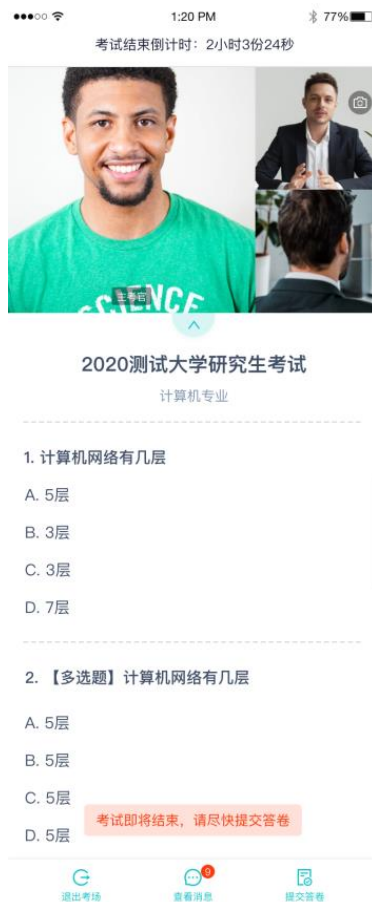 1:20 PM
77%
考试结束倒计时：2小时3份24秒
主考官
SCIENCE
2020测试大学研究生考试
计算机专业
1. 计算机网络有几层
A. 5层
B. 3层
C. 3层
D. 7层
2. 【多选题】计算机网络有几层
A. 5层
B. 5层
C. 5层
D. 5层
考试即将结束，请尽快提交答卷
9
退出考场
查看消息
提交答卷